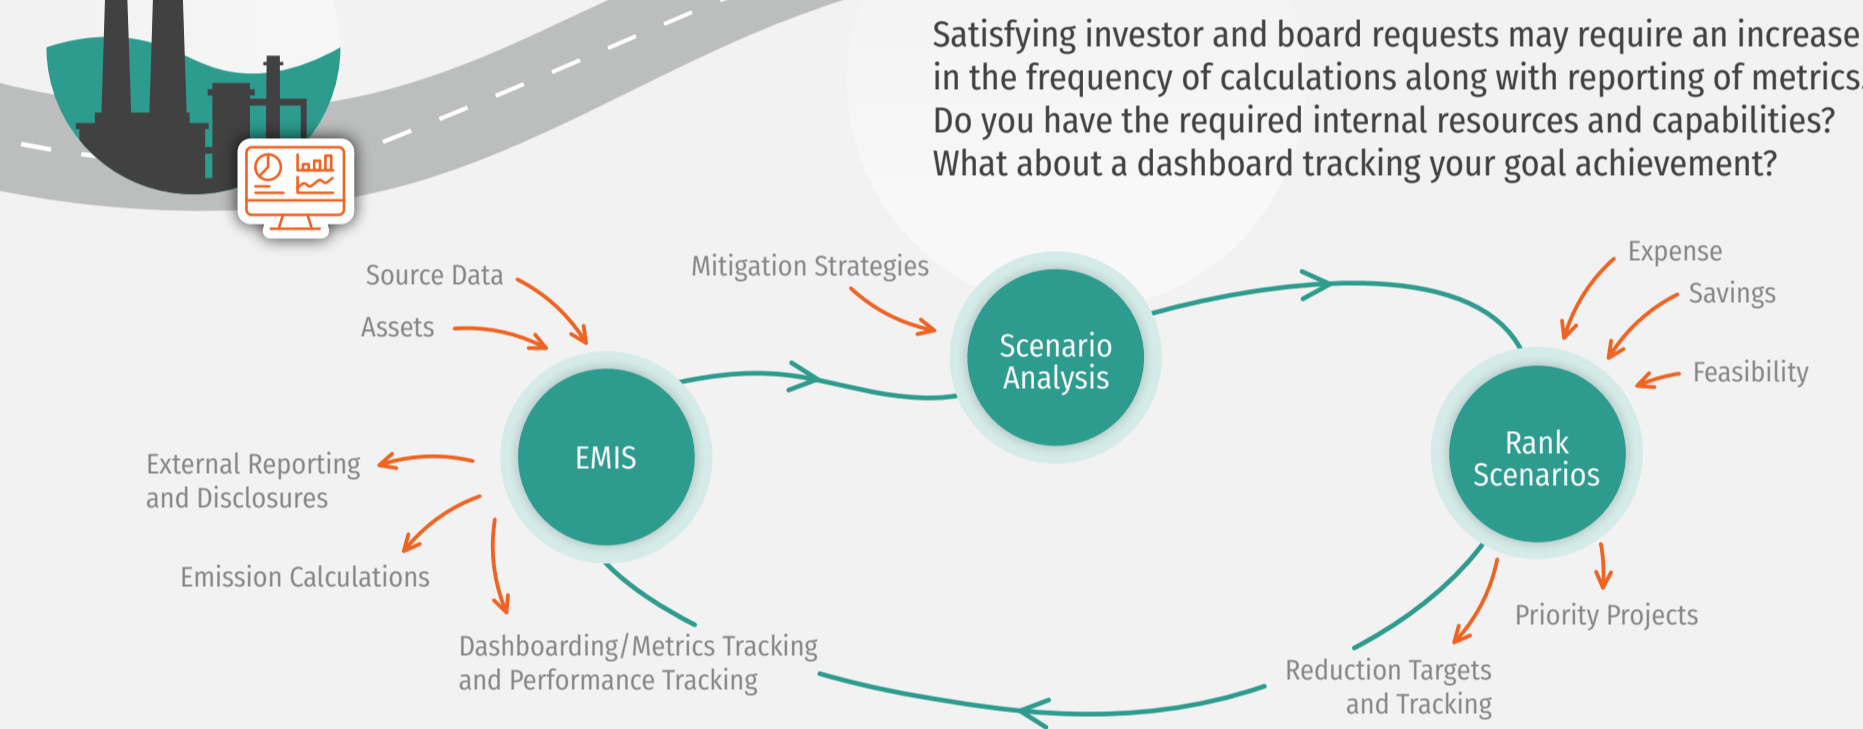 Satisfying investor and board requests may require an increase
in the frequency of calculations along with reporting of metrics.
Do you have the required internal resources and capabilities?
What about a dashboard tracking your goal achievement?
Source Data
Assets
Mitigation Strategies
Expense
Savings
Feasibility
Scenario
Analysis
EMIS
Rank
Scenarios
External Reporting
and Disclosures
Emission Calculations
Dashboarding/Metrics Tracking
and Performance Tracking
Priority Projects
Reduction Targets
and Tracking